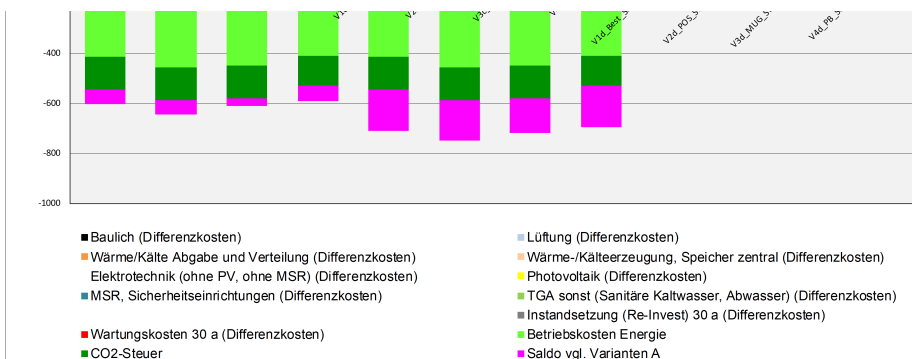 V1d_Best_S
V2d_POS_S
V3d_MUG_S
V4d_PB_S
-400
-600
-800
-1000
Baulich (Differenzkosten)
Lüftung (Differenzkosten)
Wärme/Kälte Abgabe und Verteilung (Differenzkosten)
Wärme-/Kälteerzeugung, Speicher zentral (Differenzkosten)
Elektrotechnik (ohne PV, ohne MSR) (Differenzkosten)
Photovoltaik (Differenzkosten)
MSR, Sicherheitseinrichtungen (Differenzkosten)
TGA sonst (Sanitäre Kaltwasser, Abwasser) (Differenzkosten)
Instandsetzung (Re-Invest) 30 a (Differenzkosten)
Wartungskosten 30 a (Differenzkosten)
Betriebskosten Energie
CO2-Steuer
Saldo vgl. Varianten A